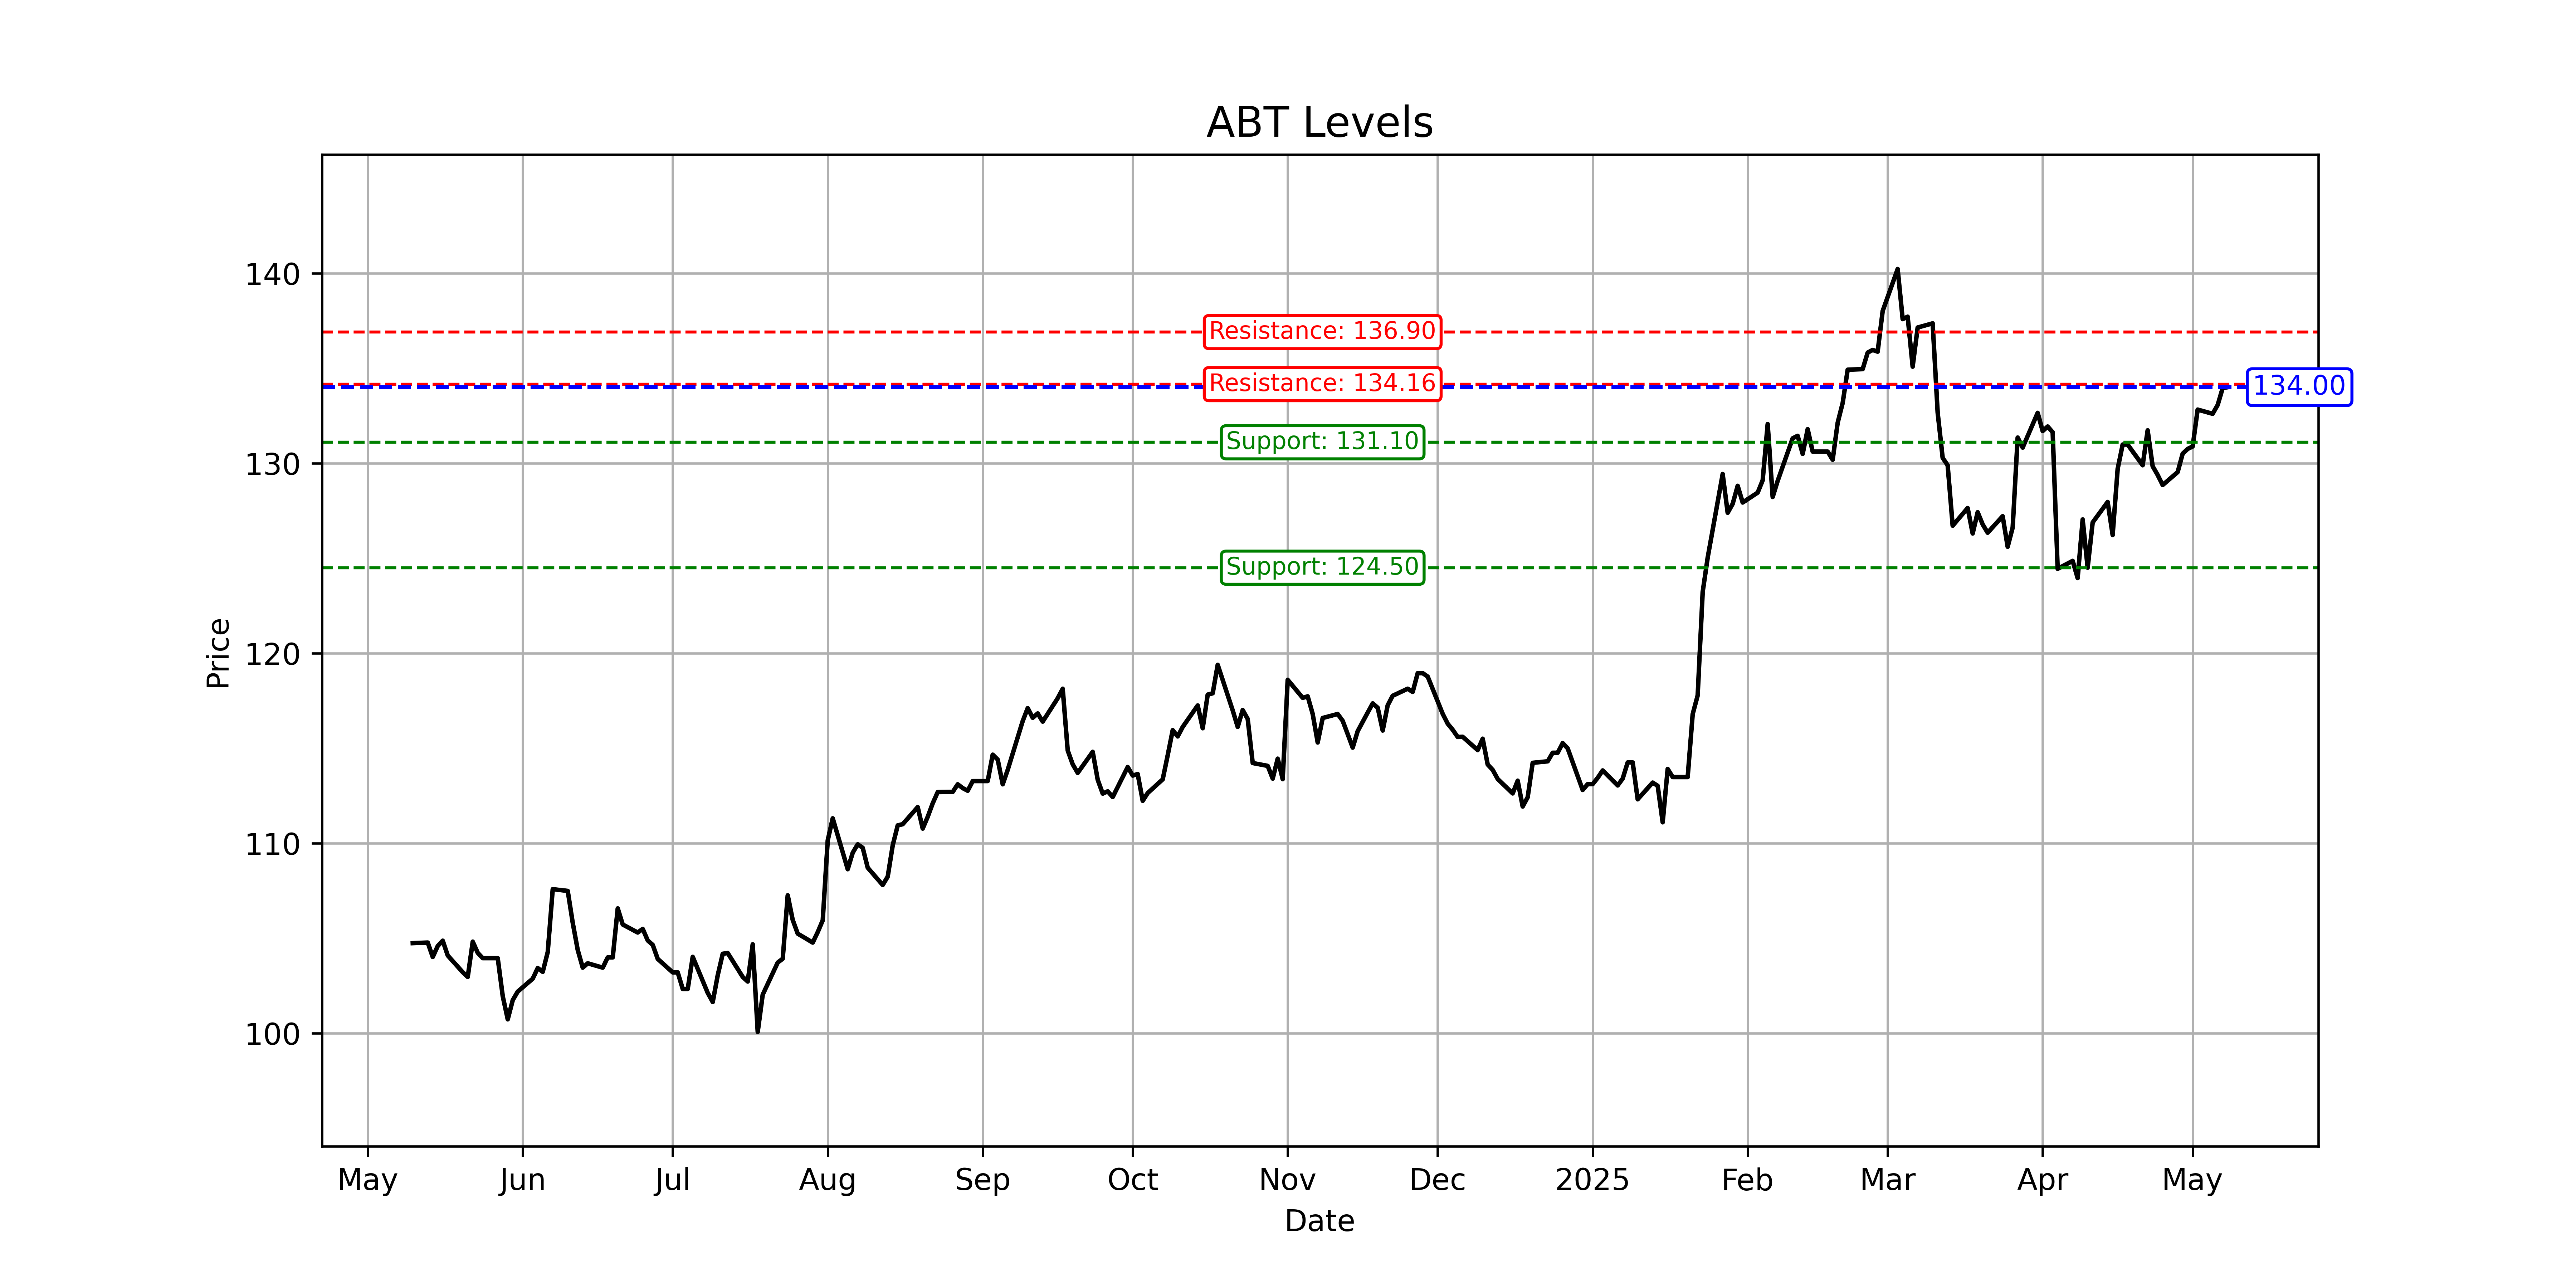 ABT Levels
140
130
120
110
100
Price
Resistance: 136.90
Resistance: 134.16
134.00
Support: 131.10
Support: 124.50
May Jun Jul Aug Sep Oct Nov Dec 2025 Feb Mar Apr May
Date